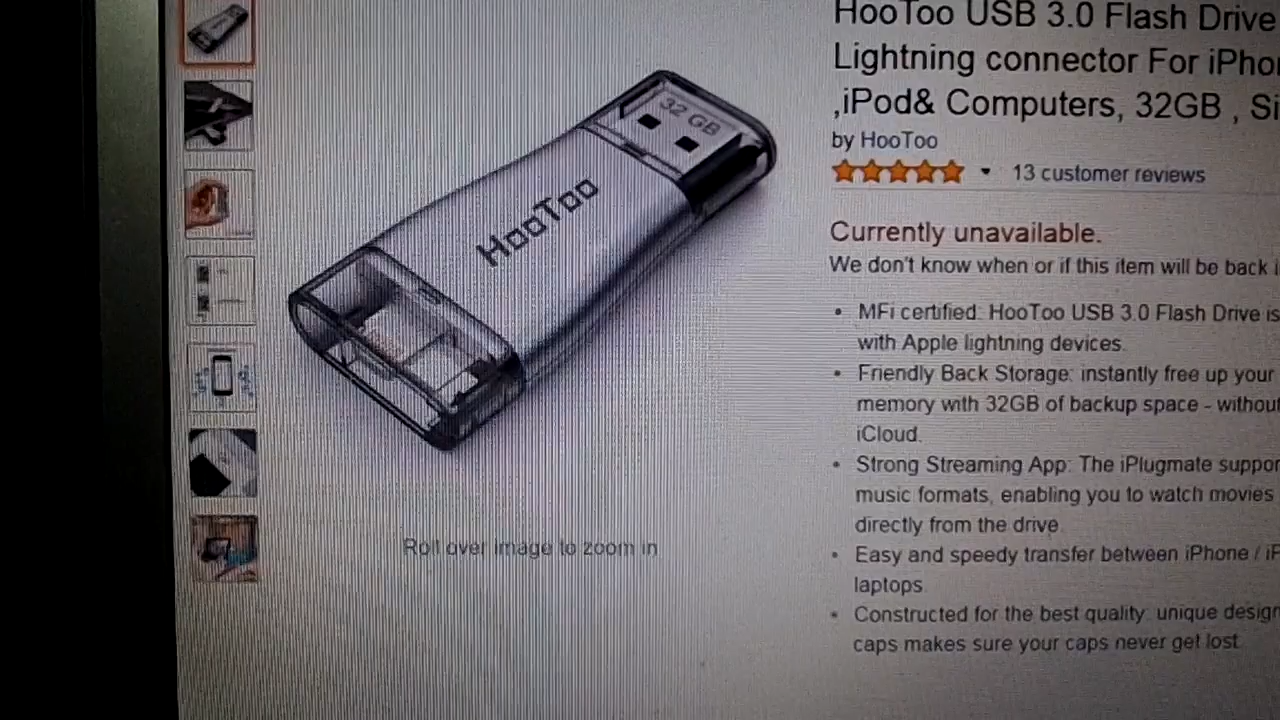 HooToo USB 3.0 Flash Drive
Lightning connector For iPho
,iPod& Computers, 32GB , Si
by HooToo
13 customer reviews
Currently unavailable.
We don't know when or if this item will be back i
• MFi certified: HooToo USB 3.0 Flash Drive is
with Apple lightning devices.
• Friendly Back Storage: instantly free up your
memory with 32GB of backup space - without
iCloud.
• Strong Streaming App: The iPlugmate suppor
music formats, enabling you to watch movies
directly from the drive.
• Easy and speedy transfer between iPhone / iP
laptops.
• Constructed for the best quality: unique design
caps makes sure your caps never get lost.
32 GB
HooToo
Roll over image to zoom in